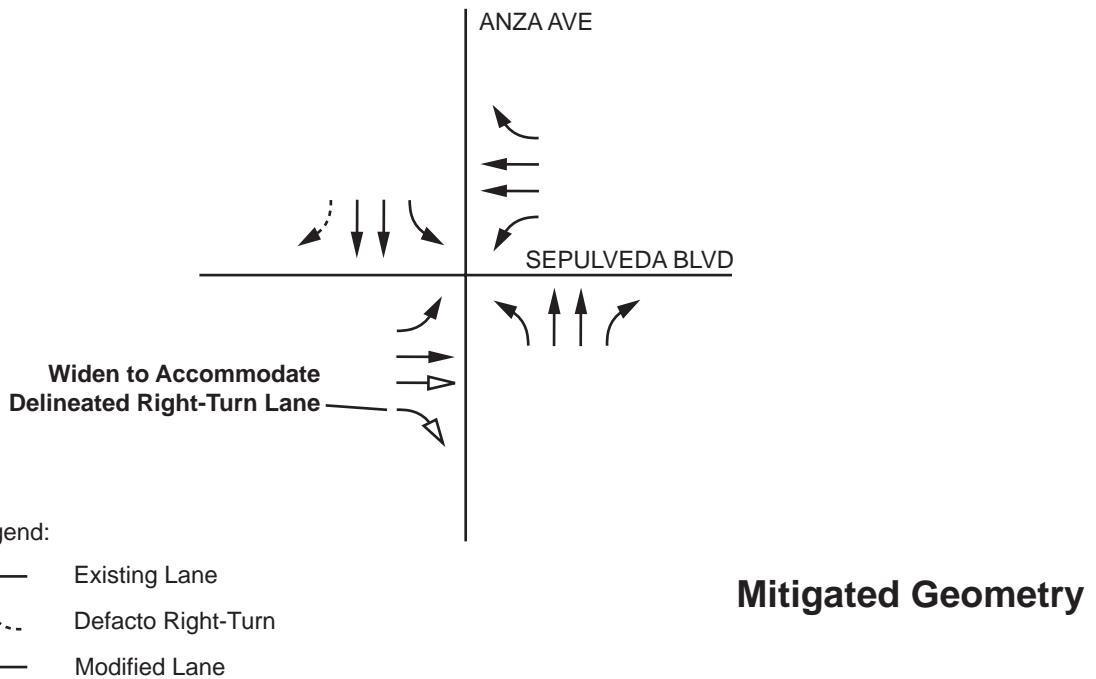 ANZA AVE
SEPULVEDA BLVD
Widen to Accommodate
Delineated Right-Turn Lane
gend:
Existing Lane
Defacto Right-Turn
Modified Lane
Mitigated Geometry